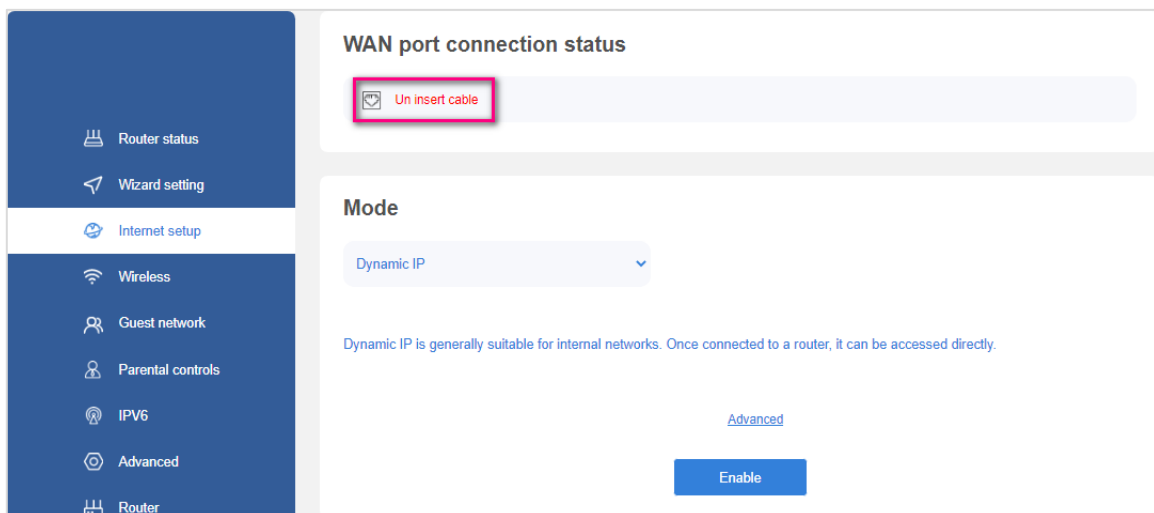 Router status
Wizard setting
Internet setup
Wireless
Guest network
Parental controls
IPV6
Advanced
Router
WAN port connection status
Un insert cable
Mode
Dynamic IP
Dynamic IP is generally suitable for internal networks. Once connected to a router, it can be accessed directly.
Advanced
Enable